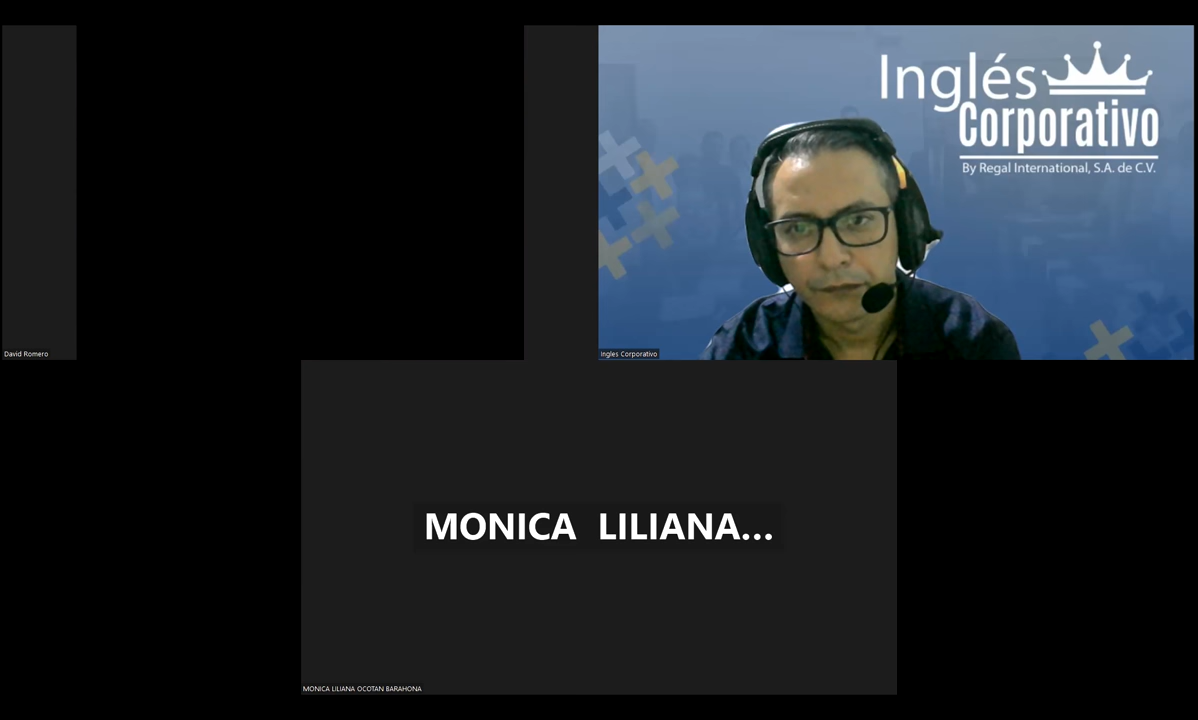 Inglés
Corporativo
By Regal International, S.A. de C.V.
David Romero
Ingles Corporativo
MONICA LILIANA...
MONICA LILIANA OCOTAN BARAHONA